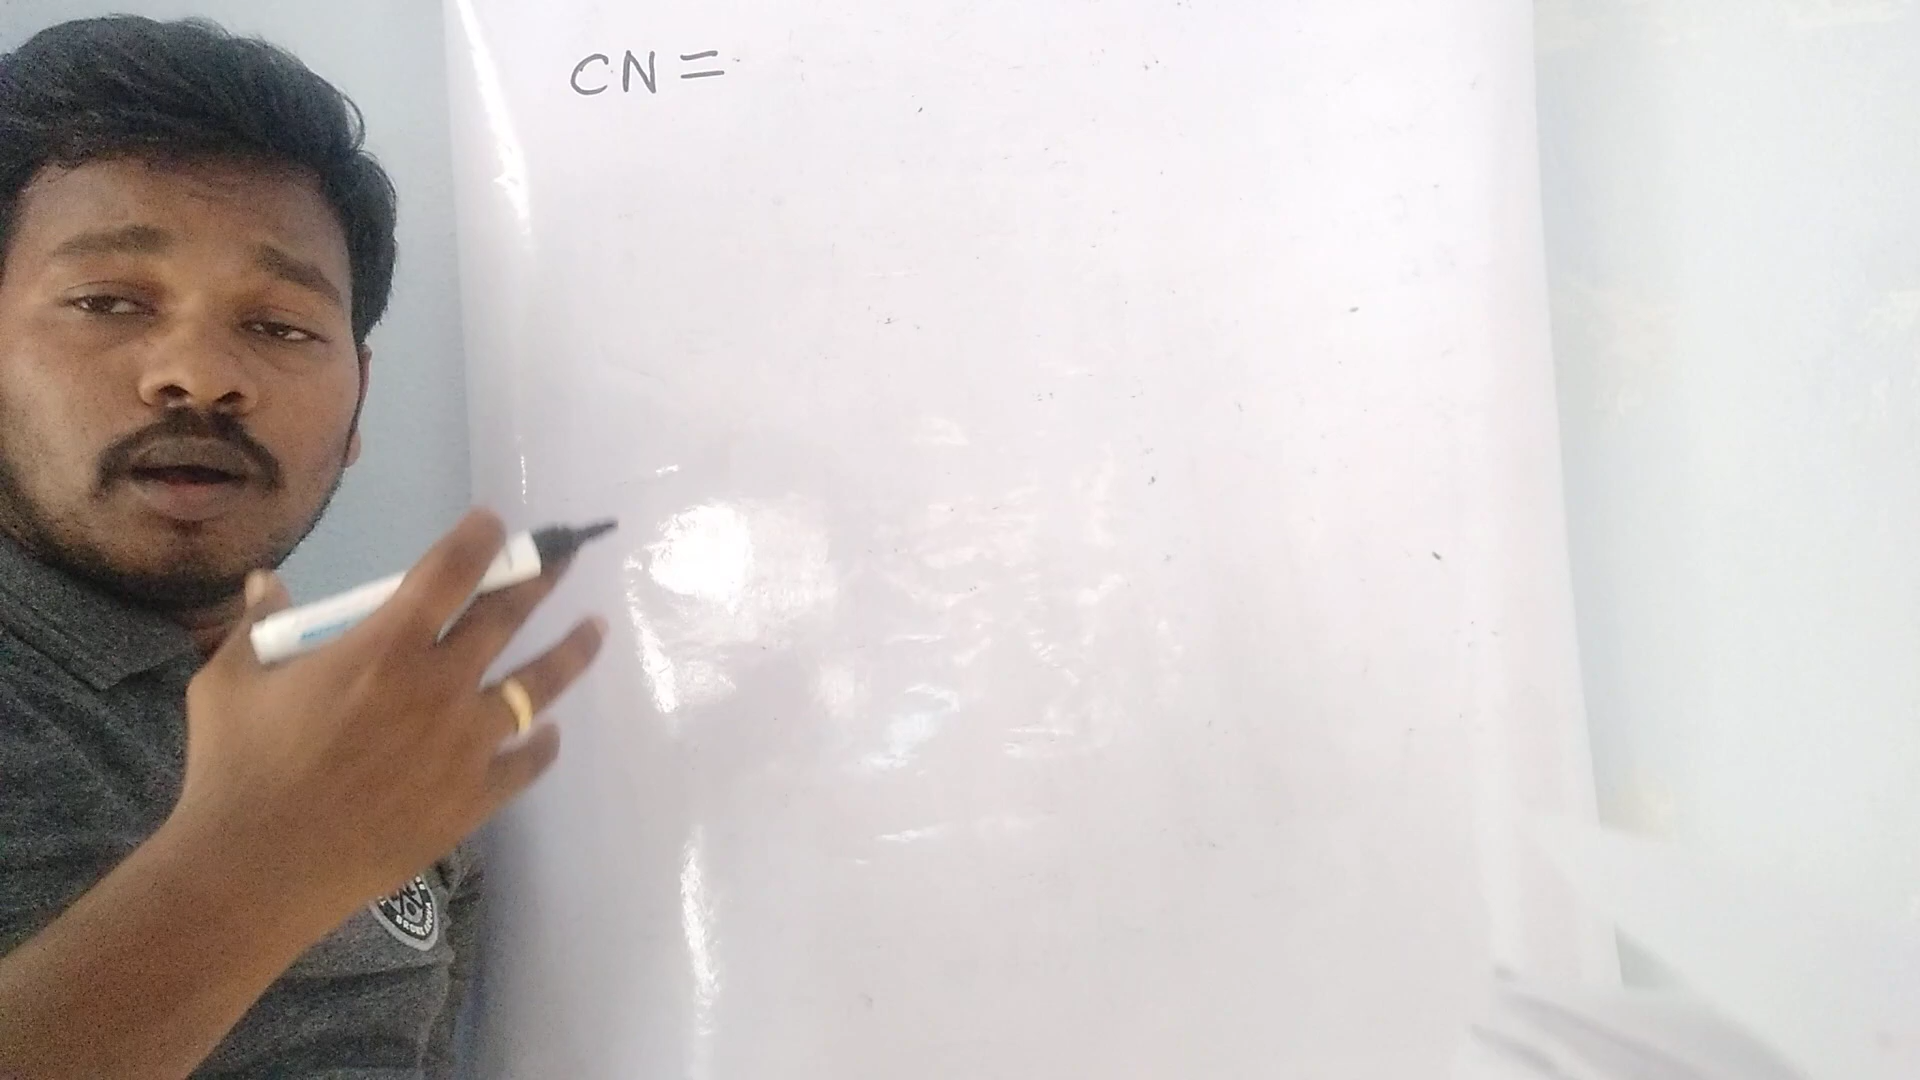 CN =